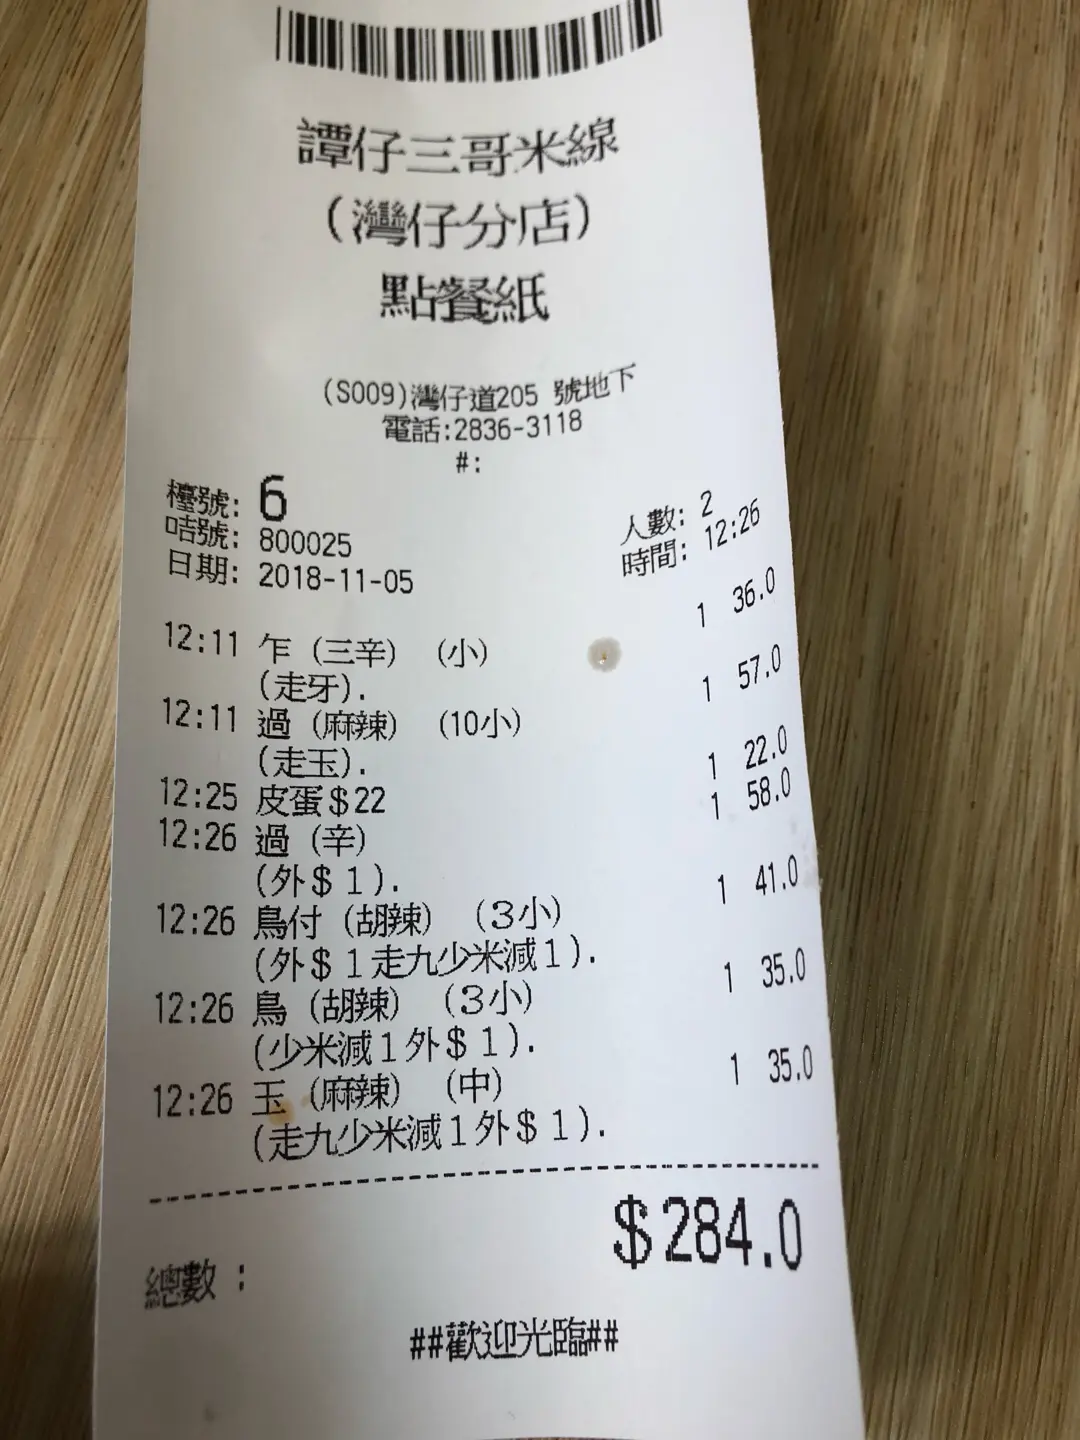 譚仔三哥米線
(灣仔分店)
點餐紙
(S009)灣仔道205 號地下
電話:2836-3118
#:
檯號: 6 人數: 2
咭號: 800025 時間: 12:26
日期: 2018-11-05
12:11 乍 (三辛) (小) 1 36.0
(走牙).
12:11 過 (麻辣) (10小) 1 57.0
(走玉).
12:25 皮蛋$22 1 22.0
12:26 過 (辛) 1 58.0
(外$1).
12:26 鳥付 (胡辣) (3小) 1 41.0
(外$1走九少米減1).
12:26 鳥 (胡辣) (3小) 1 35.0
(少米減1外$1).
12:26 玉 (麻辣) (中) 1 35.0
(走九少米減1外$1).
總數 : $284.0
##歡迎光臨##